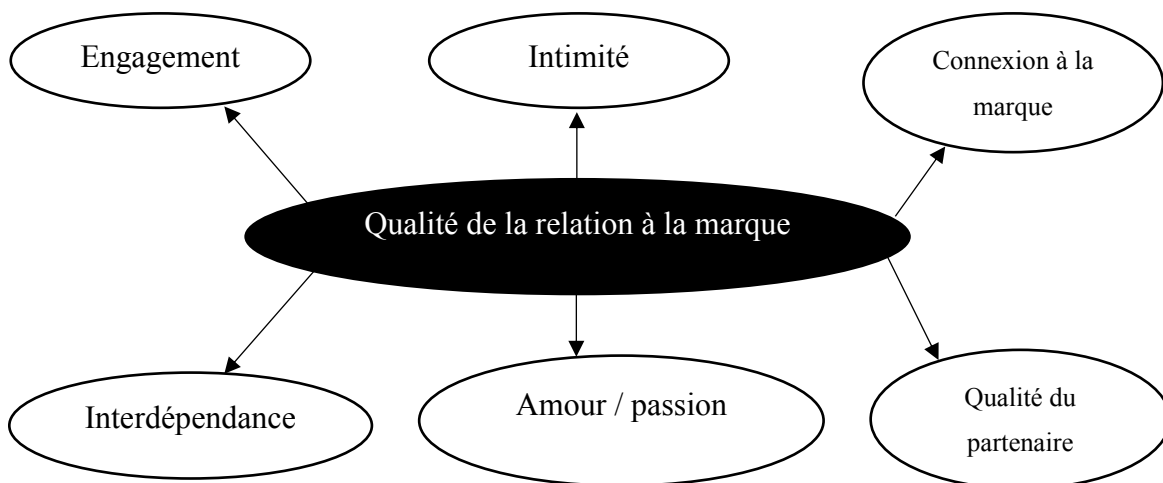 Engagement
Intimité
Connexion à la
marque
Qualité de la relation à la marque
Interdépendance
Amour / passion
Qualité du
partenaire